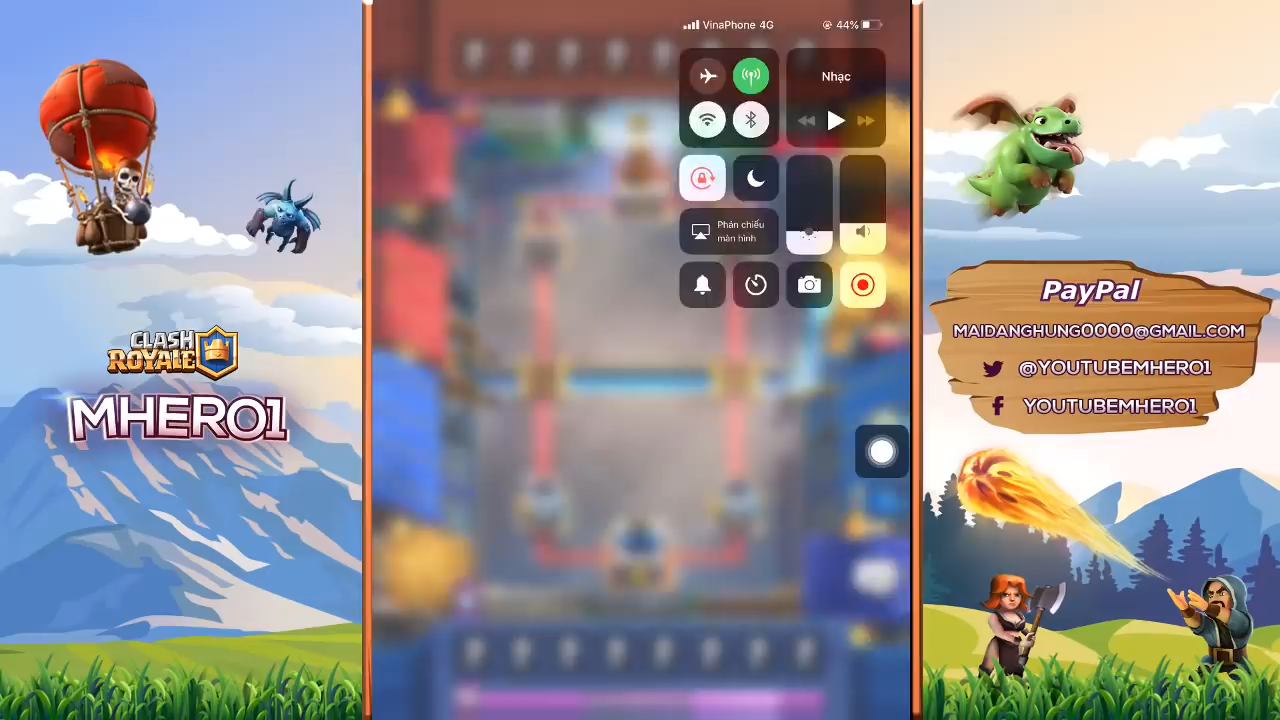 CLASH
ROYALE
MHERO1
VinaPhone 4G
44%
Nhạc
Phản chiếu
màn hình
PayPal
MAIDANGHUNG0000@GMAIL.COM
@YOUTUBEMHERO1
YOUTUBEMHERO1